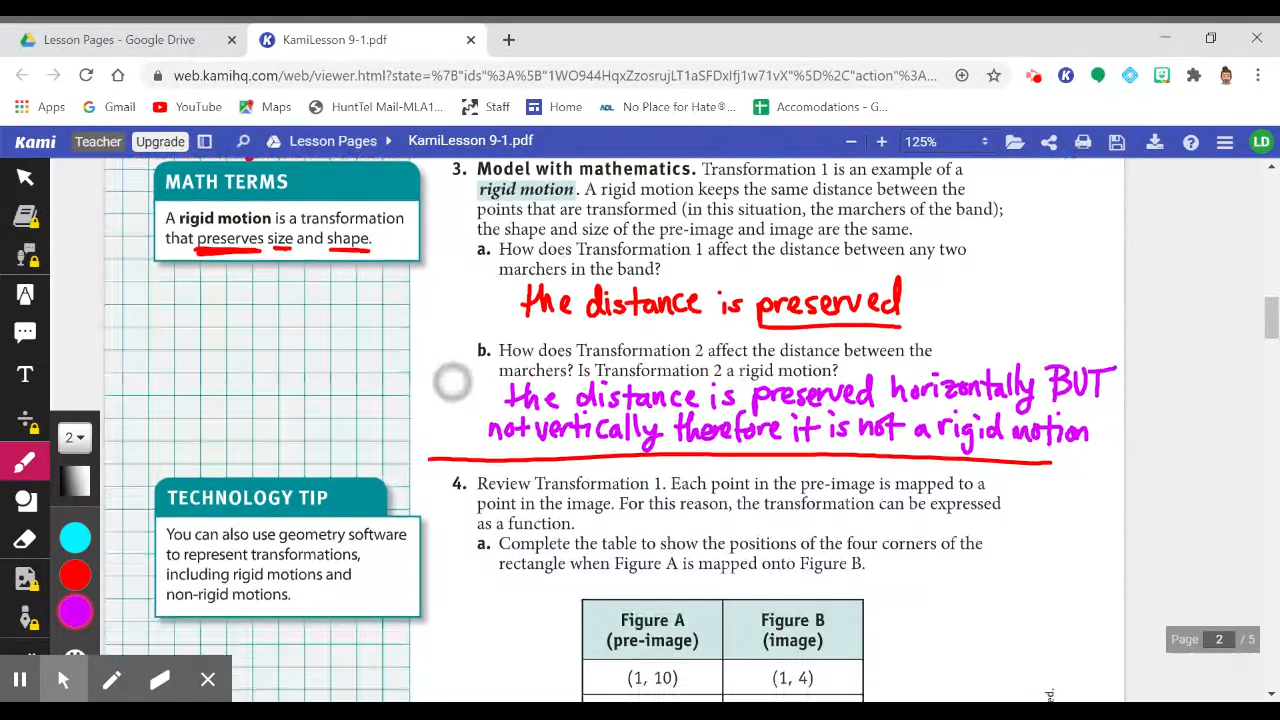 Lesson Pages - Google Drive
KamiLesson 9-1.pdf
web.kamihq.com/web/viewer.html?state=%7B"ids"%3A%5B"1WO944HqxZzosrujLT1aSFDxIfj1w71vX"%5D%2C"action"%3A...
Apps Gmail YouTube Maps HuntTel Mail-MLA1... Staff Home ADL No Place for Hate®... Accomodations - G...
Kami Teacher Upgrade Lesson Pages KamiLesson 9-1.pdf 125% LD
MATH TERMS
A rigid motion is a transformation
that preserves size and shape.
3. Model with mathematics. Transformation 1 is an example of a
rigid motion. A rigid motion keeps the same distance between the
points that are transformed (in this situation, the marchers of the band);
the shape and size of the pre-image and image are the same.
a. How does Transformation 1 affect the distance between any two
marchers in the band?
the distance is preserved
b. How does Transformation 2 affect the distance between the
marchers? Is Transformation 2 a rigid motion?
the distance is preserved horizontally BUT
not vertically therefore it is not a rigid motion
2
TECHNOLOGY TIP
You can also use geometry software
to represent transformations,
including rigid motions and
non-rigid motions.
4. Review Transformation 1. Each point in the pre-image is mapped to a
point in the image. For this reason, the transformation can be expressed
as a function.
a. Complete the table to show the positions of the four corners of the
rectangle when Figure A is mapped onto Figure B.
Figure A Figure B
(pre-image) (image)
(1, 10) (1, 4)
Page 2 / 5